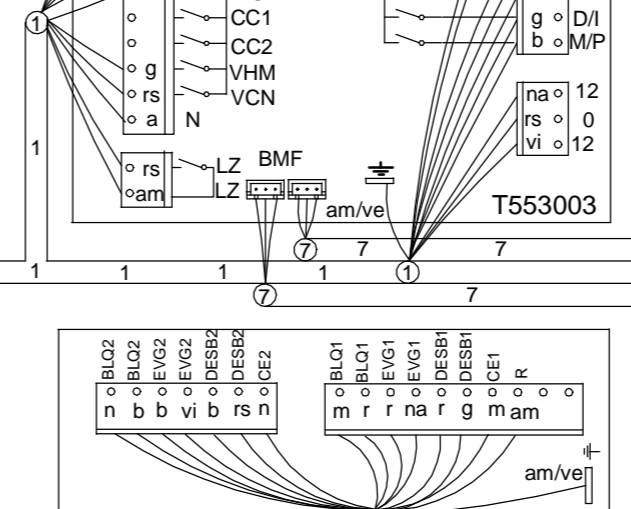 CC1
CC2
g VHM
rs VCN
a N
rs LZ
am LZ
BMF
am/ve
g D/I
b M/P
na 12
rs 0
vi 12
T553003
1
1
7
7
7
1
1
1
1
1
1
7
7
BLQ2 BLQ2 EVG2 EVG2 DESB2 DESB2 CE2
n b b vi b rs n
BLQ1 BLQ1 EVG1 EVG1 DESB1 DESB1 CE1 R
m r r na r g m am
am/ve